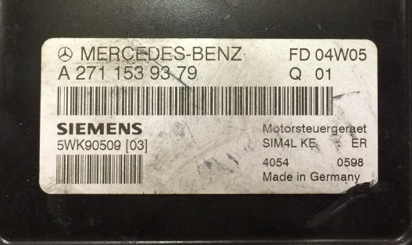 MERCEDES-BENZ FD 04W05
A 271 153 93 79 Q 01
SIEMENS Motorsteuergeraet
5WK90509 [03] SIM4L KE ER
4054 0598
Made in Germany